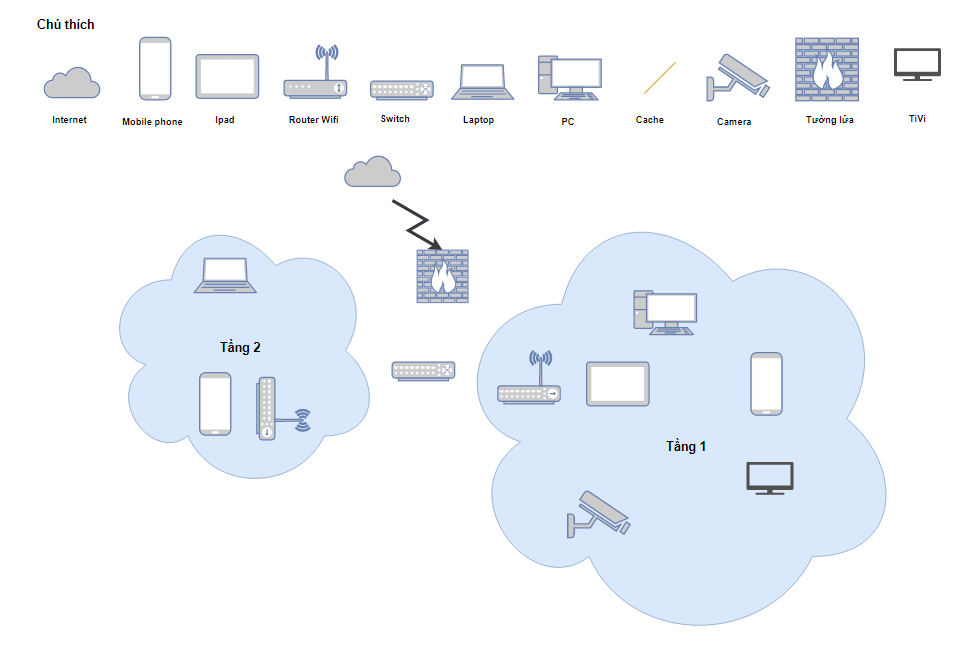 Chú thích
Internet
Mobile phone
Ipad
Router Wifi
Switch
Laptop
PC
Cache
Camera
Tường lửa
TiVi
Tầng 2
Tầng 1